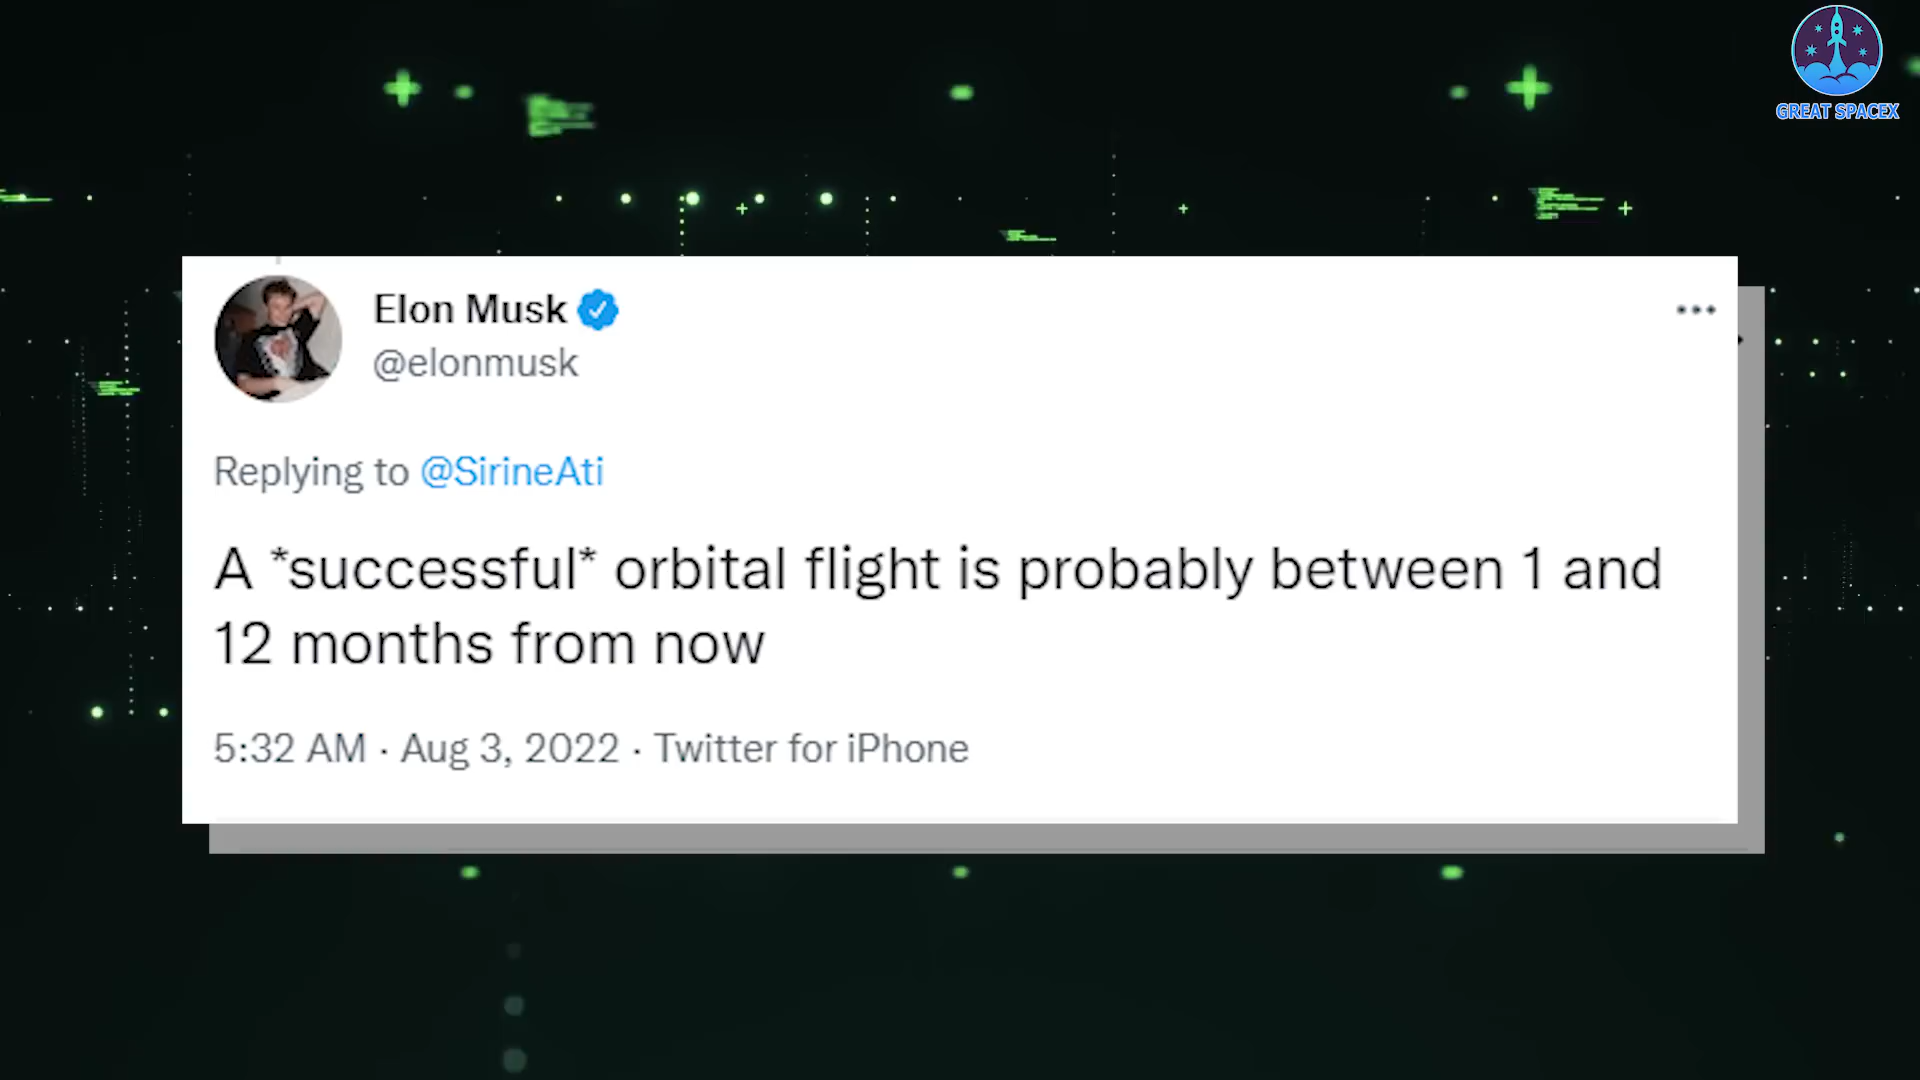 GREAT SPACEX
Elon Musk
@elonmusk
Replying to @SirineAti
A *successful* orbital flight is probably between 1 and
12 months from now
5:32 AM · Aug 3, 2022 · Twitter for iPhone